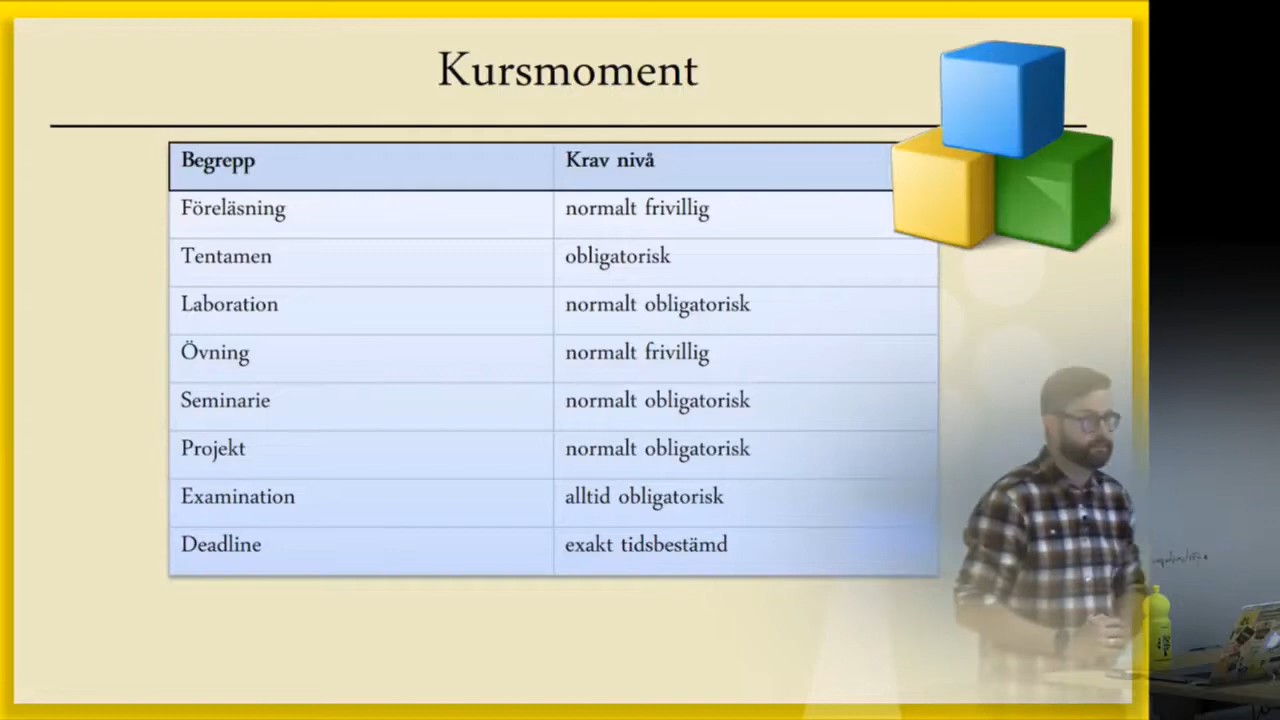 Kursmoment
Begrepp Krav nivå
Föreläsning normalt frivillig
Tentamen obligatorisk
Laboration normalt obligatorisk
Övning normalt frivillig
Seminarie normalt obligatorisk
Projekt normalt obligatorisk
Examination alltid obligatorisk
Deadline exakt tidsbestämd